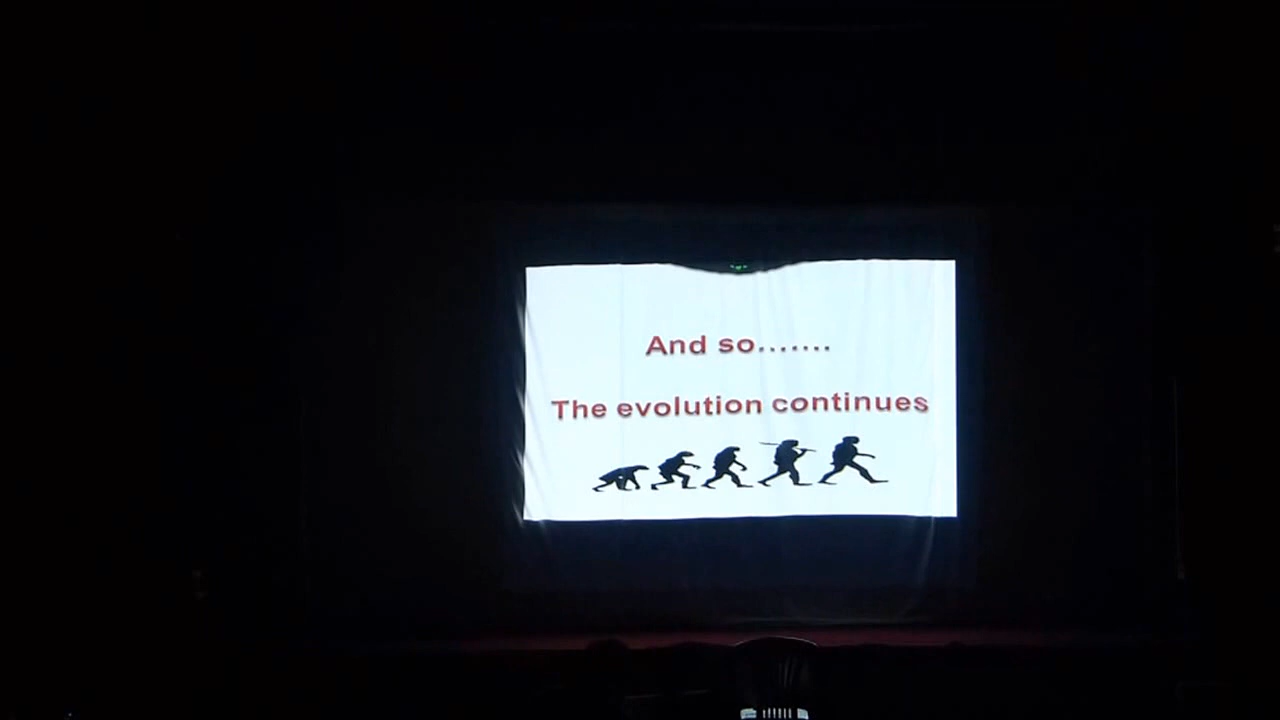 And so.......
The evolution continues